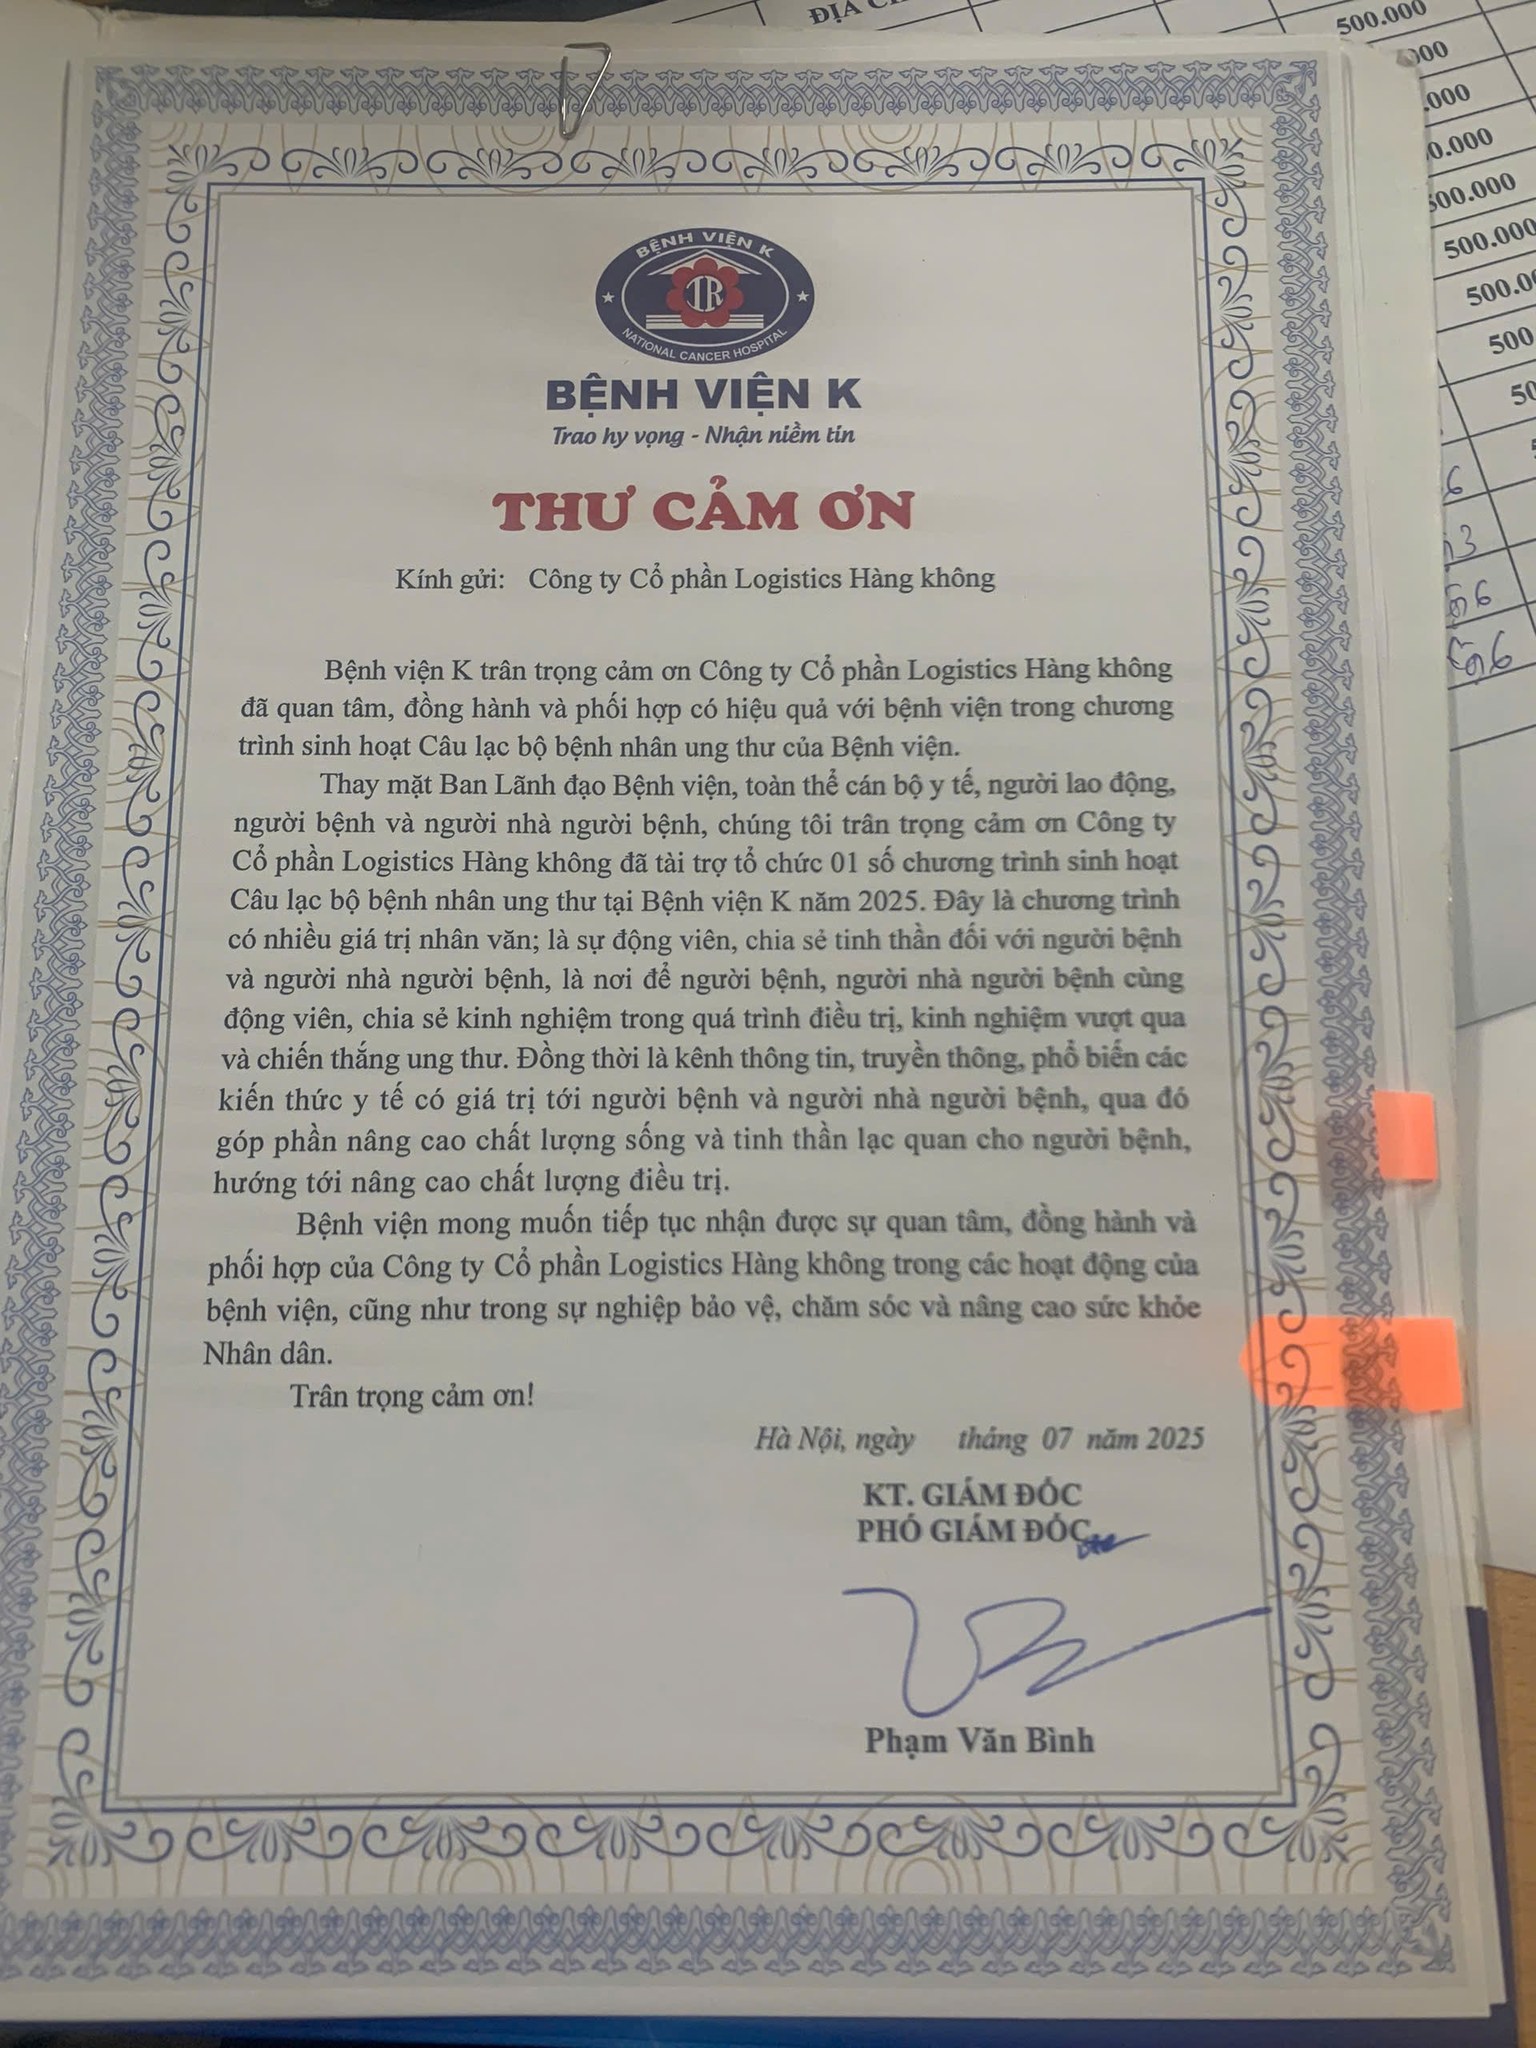 ĐỊA C
500.000
000
.000
0.000
500.000
500.000
500.0
500
50
BỆNH VIỆN K
TR
NATIONAL CANCER HOSPITAL
BỆNH VIỆN K
Trao hy vọng - Nhận niềm tin
THƯ CẢM ƠN
Kính gửi: Công ty Cổ phần Logistics Hàng không
Bệnh viện K trân trọng cảm ơn Công ty Cổ phần Logistics Hàng không
đã quan tâm, đồng hành và phối hợp có hiệu quả với bệnh viện trong chương
trình sinh hoạt Câu lạc bộ bệnh nhân ung thư của Bệnh viện.
Thay mặt Ban Lãnh đạo Bệnh viện, toàn thể cán bộ y tế, người lao động,
người bệnh và người nhà người bệnh, chúng tôi trân trọng cảm ơn Công ty
Cổ phần Logistics Hàng không đã tài trợ tổ chức 01 số chương trình sinh hoạt
Câu lạc bộ bệnh nhân ung thư tại Bệnh viện K năm 2025. Đây là chương trình
có nhiều giá trị nhân văn; là sự động viên, chia sẻ tinh thần đối với người bệnh
và người nhà người bệnh, là nơi để người bệnh, người nhà người bệnh cùng
động viên, chia sẻ kinh nghiệm trong quá trình điều trị, kinh nghiệm vượt qua
và chiến thắng ung thư. Đồng thời là kênh thông tin, truyền thông, phổ biến các
kiến thức y tế có giá trị tới người bệnh và người nhà người bệnh, qua đó
góp phần nâng cao chất lượng sống và tinh thần lạc quan cho người bệnh,
hướng tới nâng cao chất lượng điều trị.
Bệnh viện mong muốn tiếp tục nhận được sự quan tâm, đồng hành và
phối hợp của Công ty Cổ phần Logistics Hàng không trong các hoạt động của
bệnh viện, cũng như trong sự nghiệp bảo vệ, chăm sóc và nâng cao sức khỏe
Nhân dân.
Trân trọng cảm ơn!
Hà Nội, ngày tháng 07 năm 2025
KT. GIÁM ĐỐC
PHÓ GIÁM ĐỐC
Phạm Văn Bình